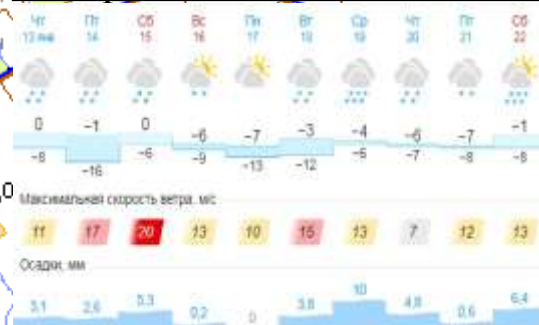 Чт Пт Сб Вс Пн Вт Ср Чт Пт Сб
13 янв 14 15 16 17 18 19 20 21 22
0 -1 0 -6 -7 -3 -4 -6 -7 -1
-8 -16 -6 -9 -13 -12 -6 -7 -8 -8
Максимальная скорость ветра, м/с
11 17 20 13 10 15 13 7 12 13
Осадки, мм
3,1 2,6 5,3 0,2 0 3,8 10 4,8 0,6 6,4